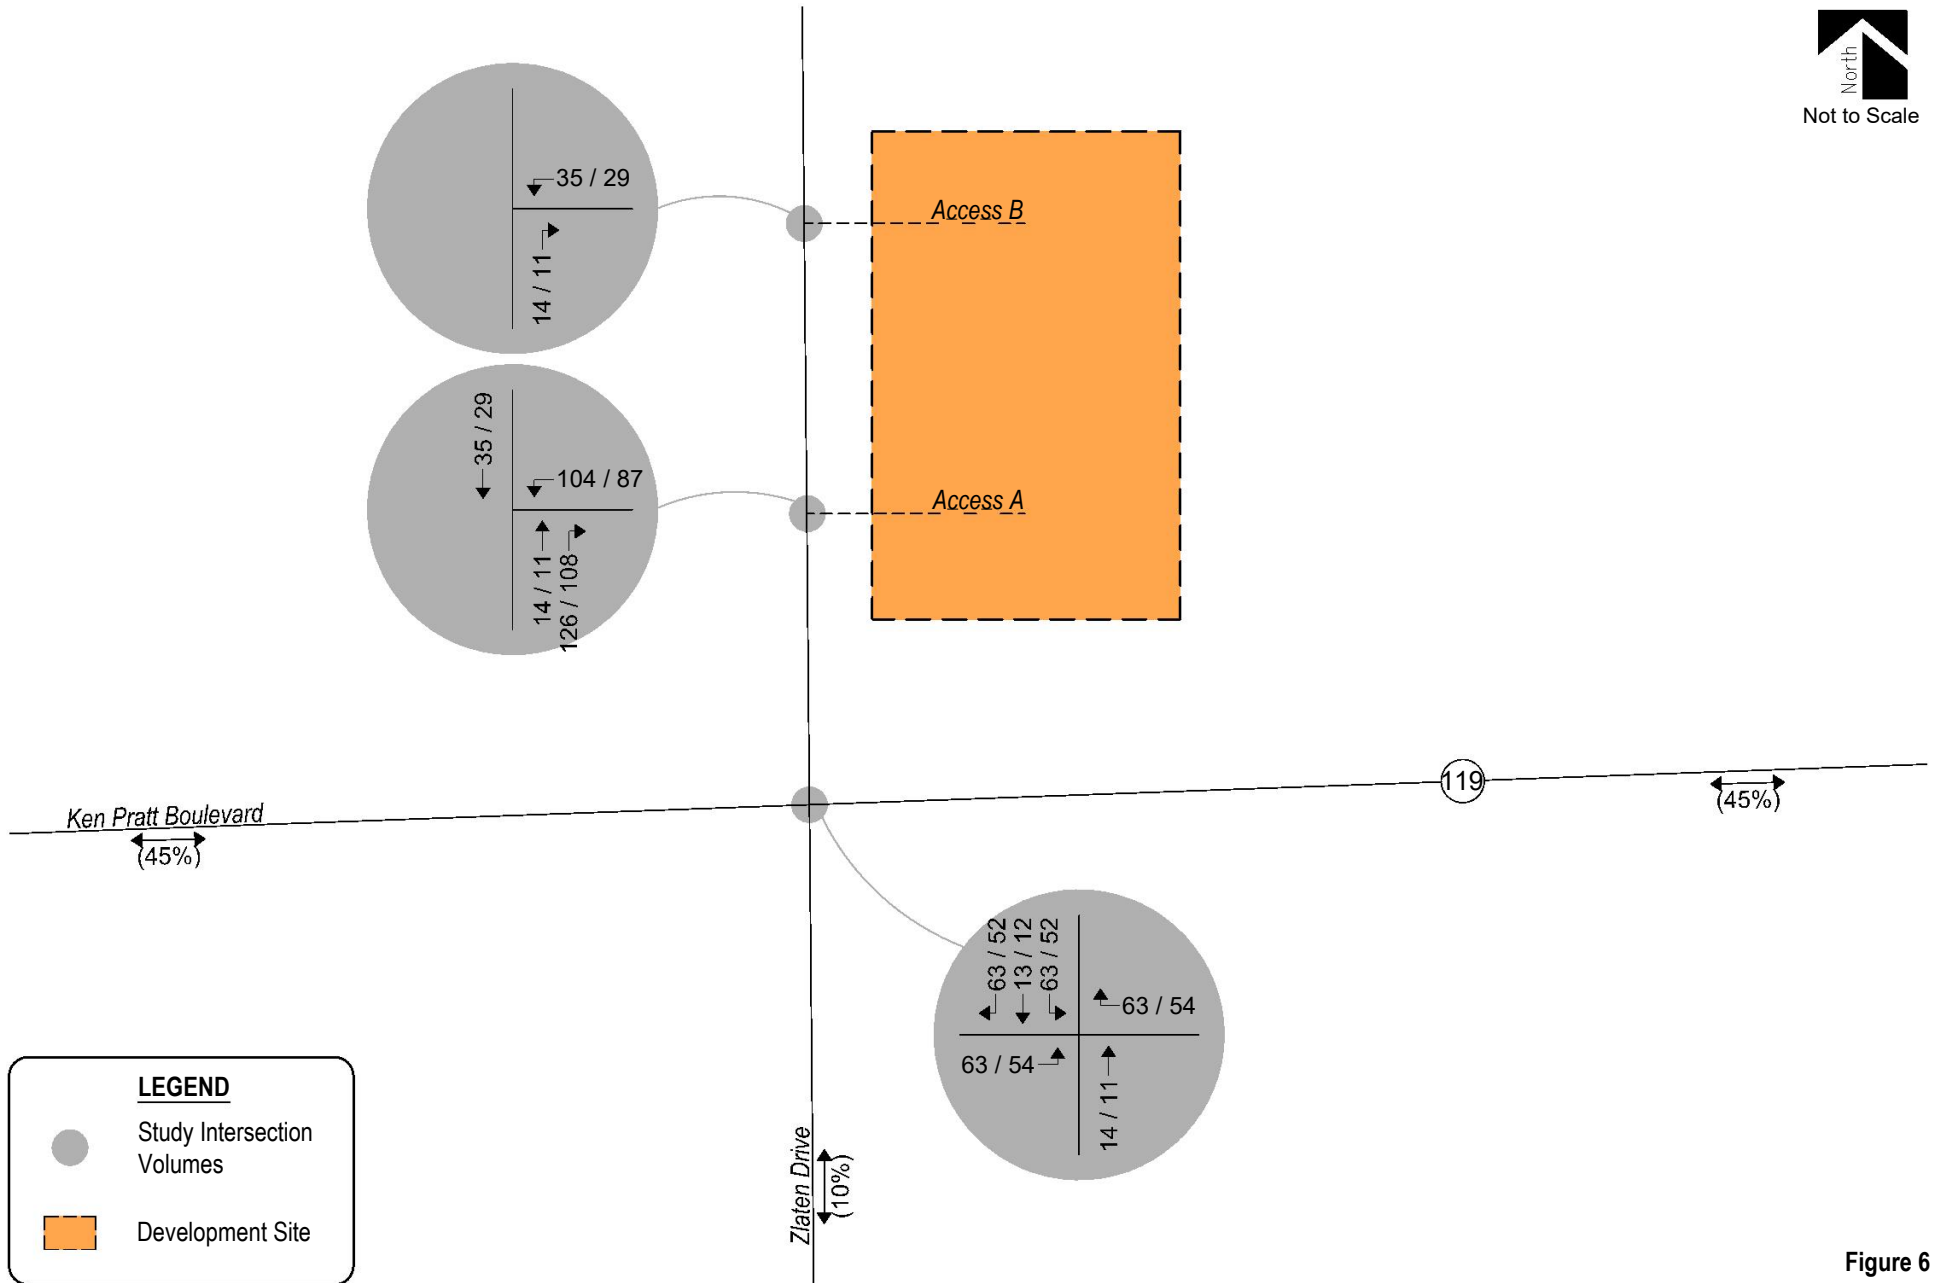 North
Not to Scale
35 / 29
14 / 11
Access B
35 / 29
104 / 87
14 / 11
126 / 108
Access A
119
(45%)
Ken Pratt Boulevard
(45%)
63 / 52
13 / 12
63 / 52
63 / 54
63 / 54
14 / 11
Zlaten Drive
(10%)
LEGEND
Study Intersection
Volumes
Development Site
Figure 6